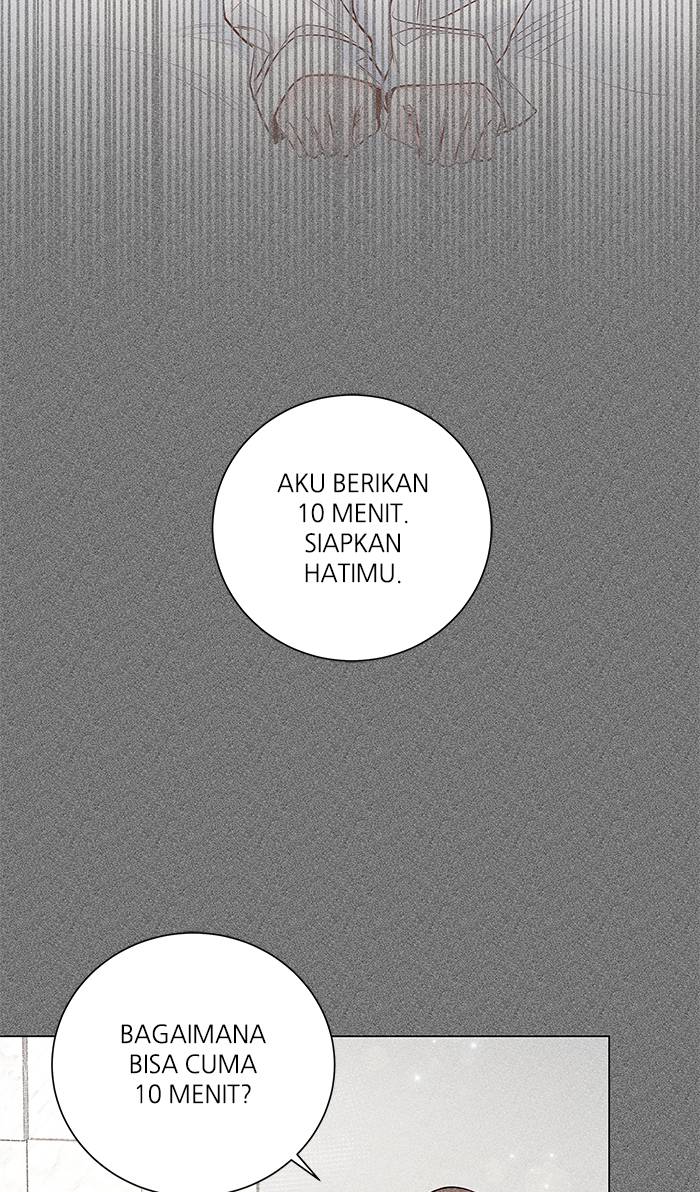 AKU BERIKAN
10 MENIT.
SIAPKAN
HATIMU.
BAGAIMANA
BISA CUMA
10 MENIT?